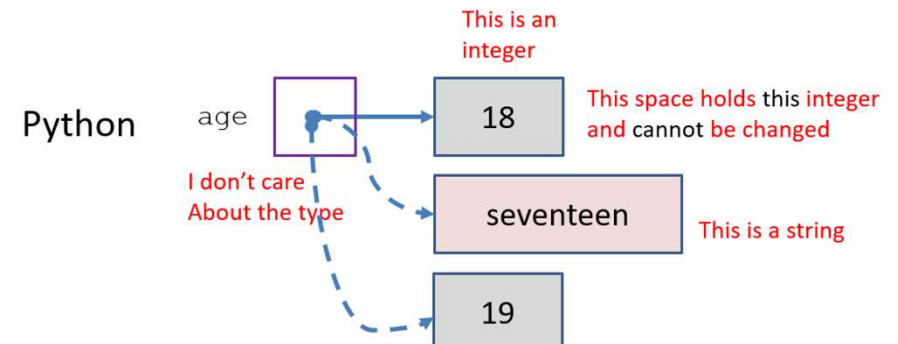 This is an
integer
Python
age
18
This space holds this integer
and cannot be changed
I don't care
About the type
seventeen
This is a string
19